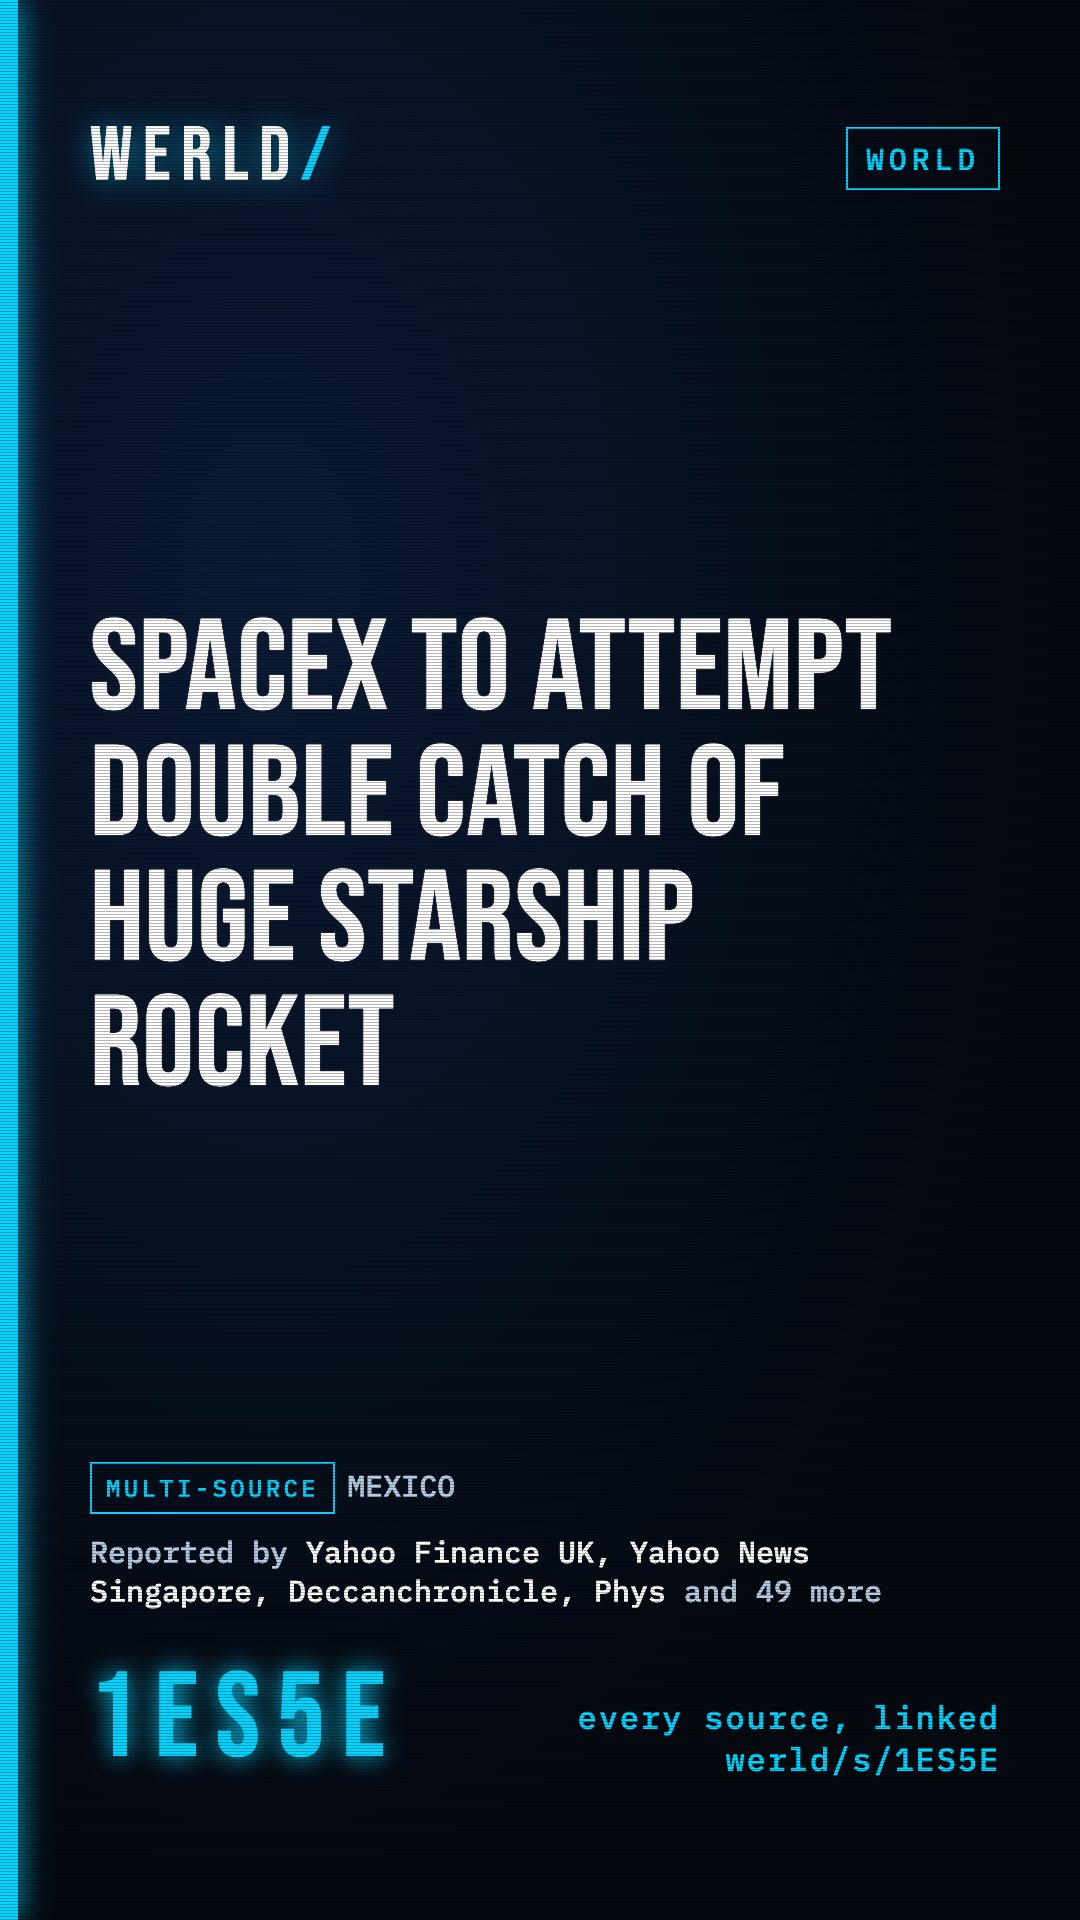 WERLD/
WORLD
SPACEX TO ATTEMPT
DOUBLE CATCH OF
HUGE STARSHIP
ROCKET
MULTI-SOURCE MEXICO
Reported by Yahoo Finance UK, Yahoo News
Singapore, Deccanchronicle, Phys and 49 more
1ES5E
every source, linked
werld/s/1ES5E